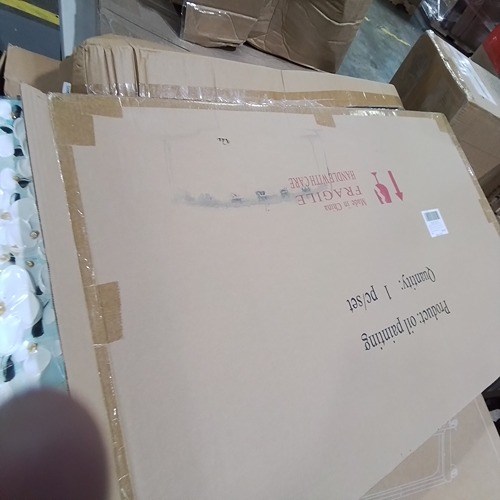 Product: oil painting
Quantity: 1 pc/set
Made in China
FRAGILE
HANDLE WITH CARE